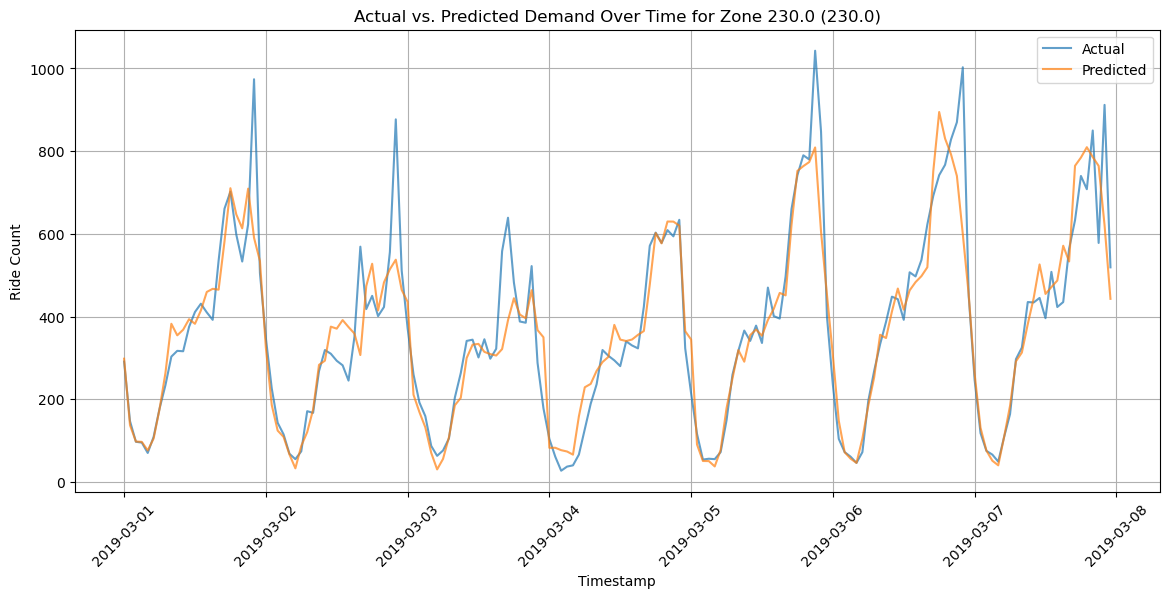 Actual vs. Predicted Demand Over Time for Zone 230.0 (230.0)
Actual
Predicted
Ride Count
1000
800
600
400
200
0
2019-03-01
2019-03-02
2019-03-03
2019-03-04
2019-03-05
2019-03-06
2019-03-07
2019-03-08
Timestamp